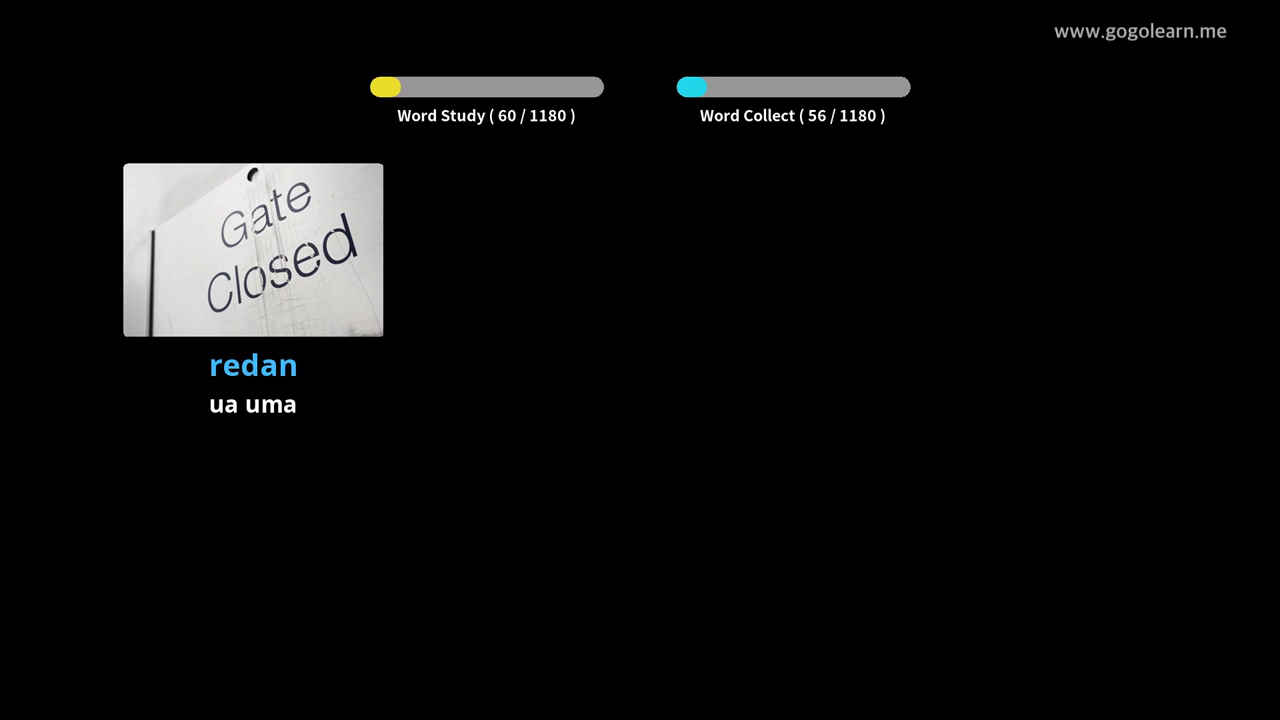 www.gogolearn.me
Word Study ( 60 / 1180 )
Word Collect ( 56 / 1180 )
Gate
Closed
redan
ua uma